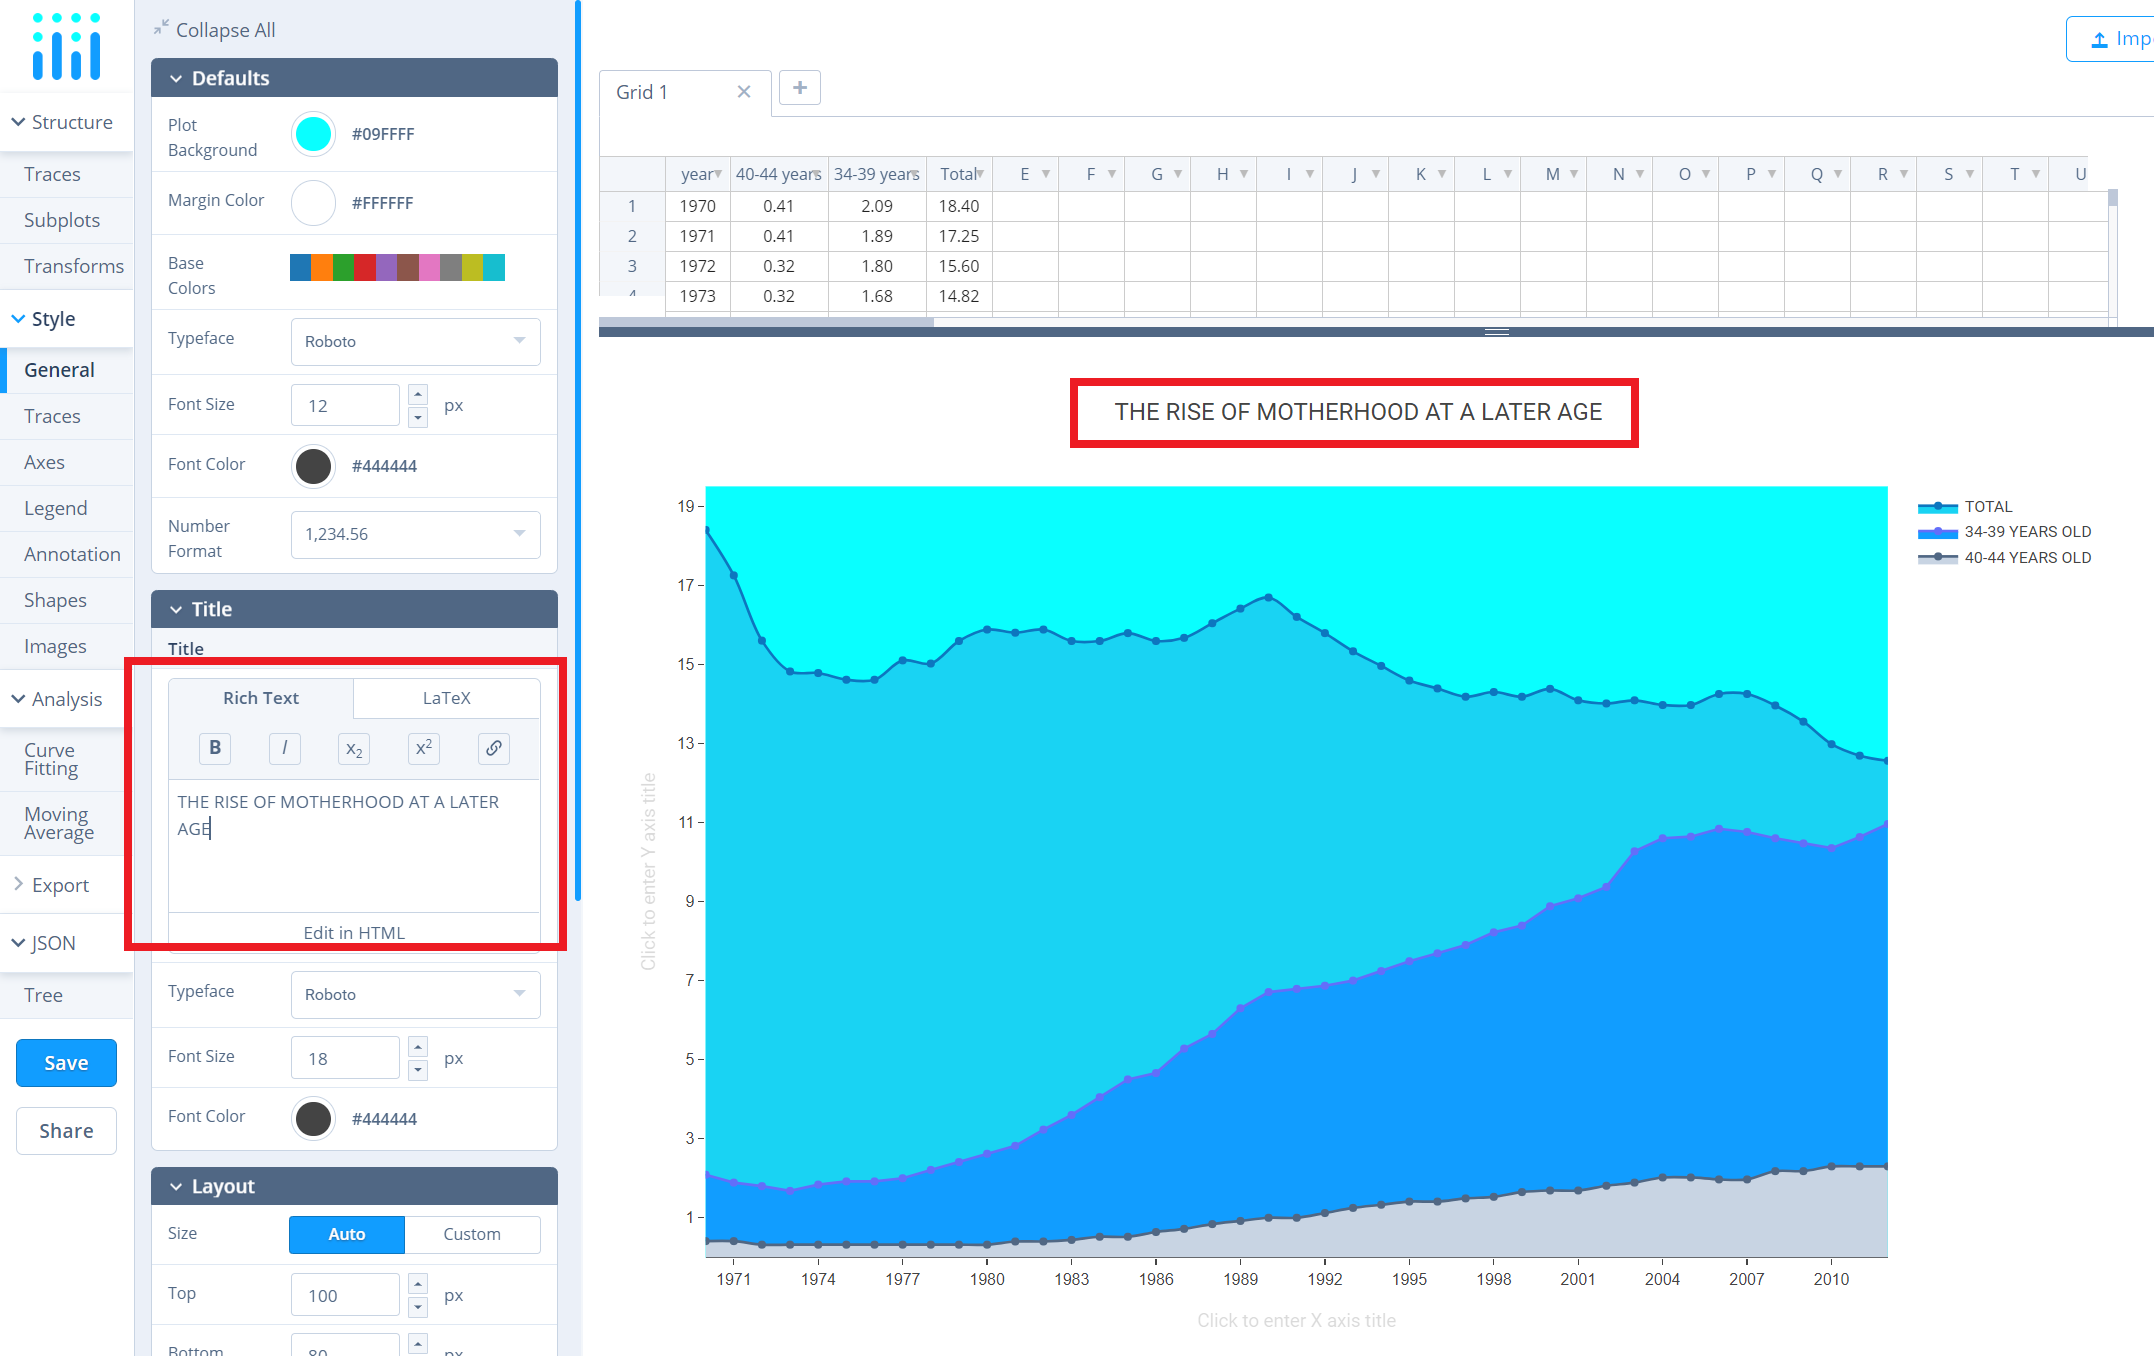 Collapse All
Defaults
Plot
Background
#09FFFF
Margin Color
#FFFFFF
Base
Colors
Typeface
Roboto
Font Size
12
px
Font Color
#444444
Number
Format
1,234.56
Title
Title
Rich Text
LaTeX
B
I
x2
x2
THE RISE OF MOTHERHOOD AT A LATER
AGE
Edit in HTML
Typeface
Roboto
Font Size
18
px
Font Color
#444444
Layout
Size
Auto
Custom
Top
100
px
Structure
Traces
Subplots
Transforms
Style
General
Traces
Axes
Legend
Annotation
Shapes
Images
Analysis
Curve
Fitting
Moving
Average
Export
JSON
Tree
Save
Share
Grid 1
year 40-44 years 34-39 years Total E F G H I J K L M N O P Q R S T U
1 1970 0.41 2.09 18.40
2 1971 0.41 1.89 17.25
3 1972 0.32 1.80 15.60
1973 0.32 1.68 14.82
THE RISE OF MOTHERHOOD AT A LATER AGE
TOTAL
34-39 YEARS OLD
40-44 YEARS OLD
19
17
15
13
11
9
7
5
3
1
Click to enter Y axis title
1971 1974 1977 1980 1983 1986 1989 1992 1995 1998 2001 2004 2007 2010
Click to enter X axis title